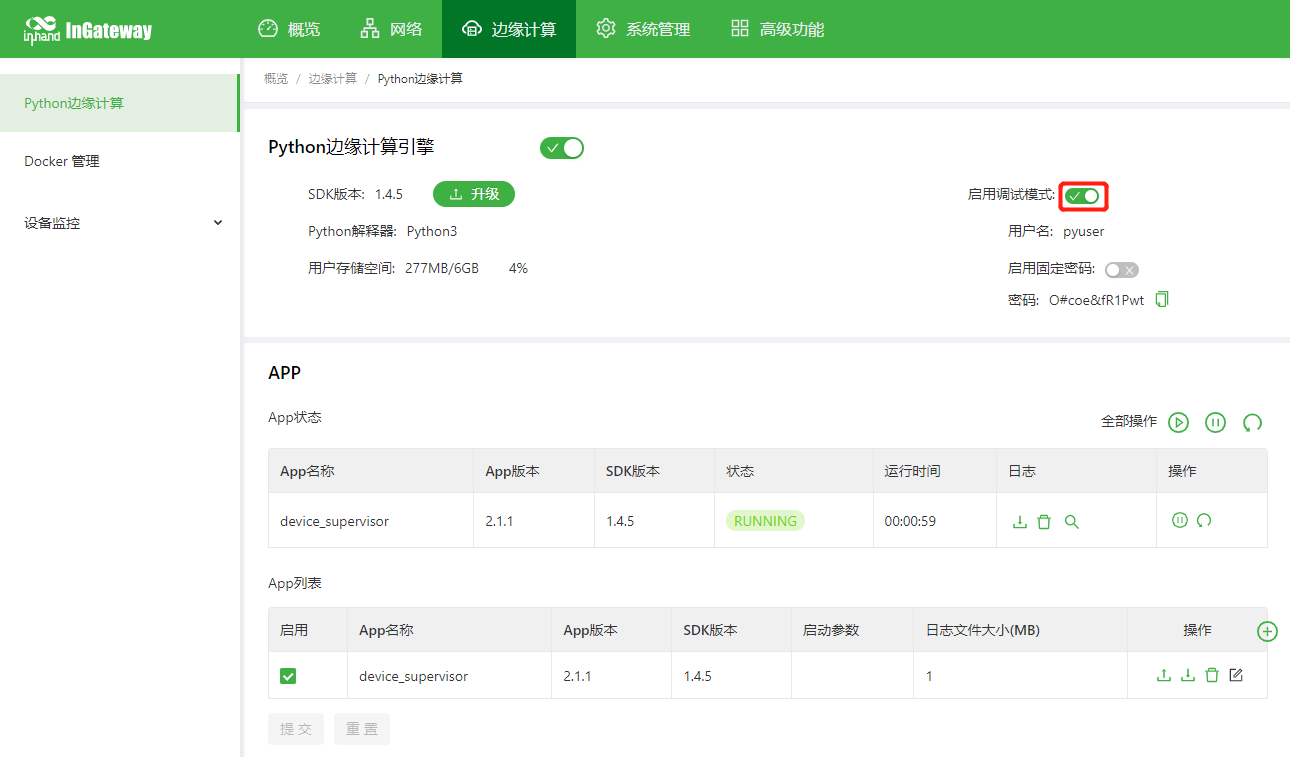 inhand InGateway
概览
网络
边缘计算
系统管理
高级功能
Python边缘计算
Docker 管理
设备监控
概览 / 边缘计算 / Python边缘计算
Python边缘计算引擎
SDK版本: 1.4.5 升级
启用调试模式:
Python解释器: Python3
用户名: pyuser
用户存储空间: 277MB/6GB 4%
启用固定密码:
密码: O#coe&fR1Pwt
APP
App状态
全部操作
App名称 App版本 SDK版本 状态 运行时间 日志 操作
device_supervisor 2.1.1 1.4.5 RUNNING 00:00:59
App列表
启用 App名称 App版本 SDK版本 启动参数 日志文件大小(MB) 操作
device_supervisor 2.1.1 1.4.5 1
提交 重置